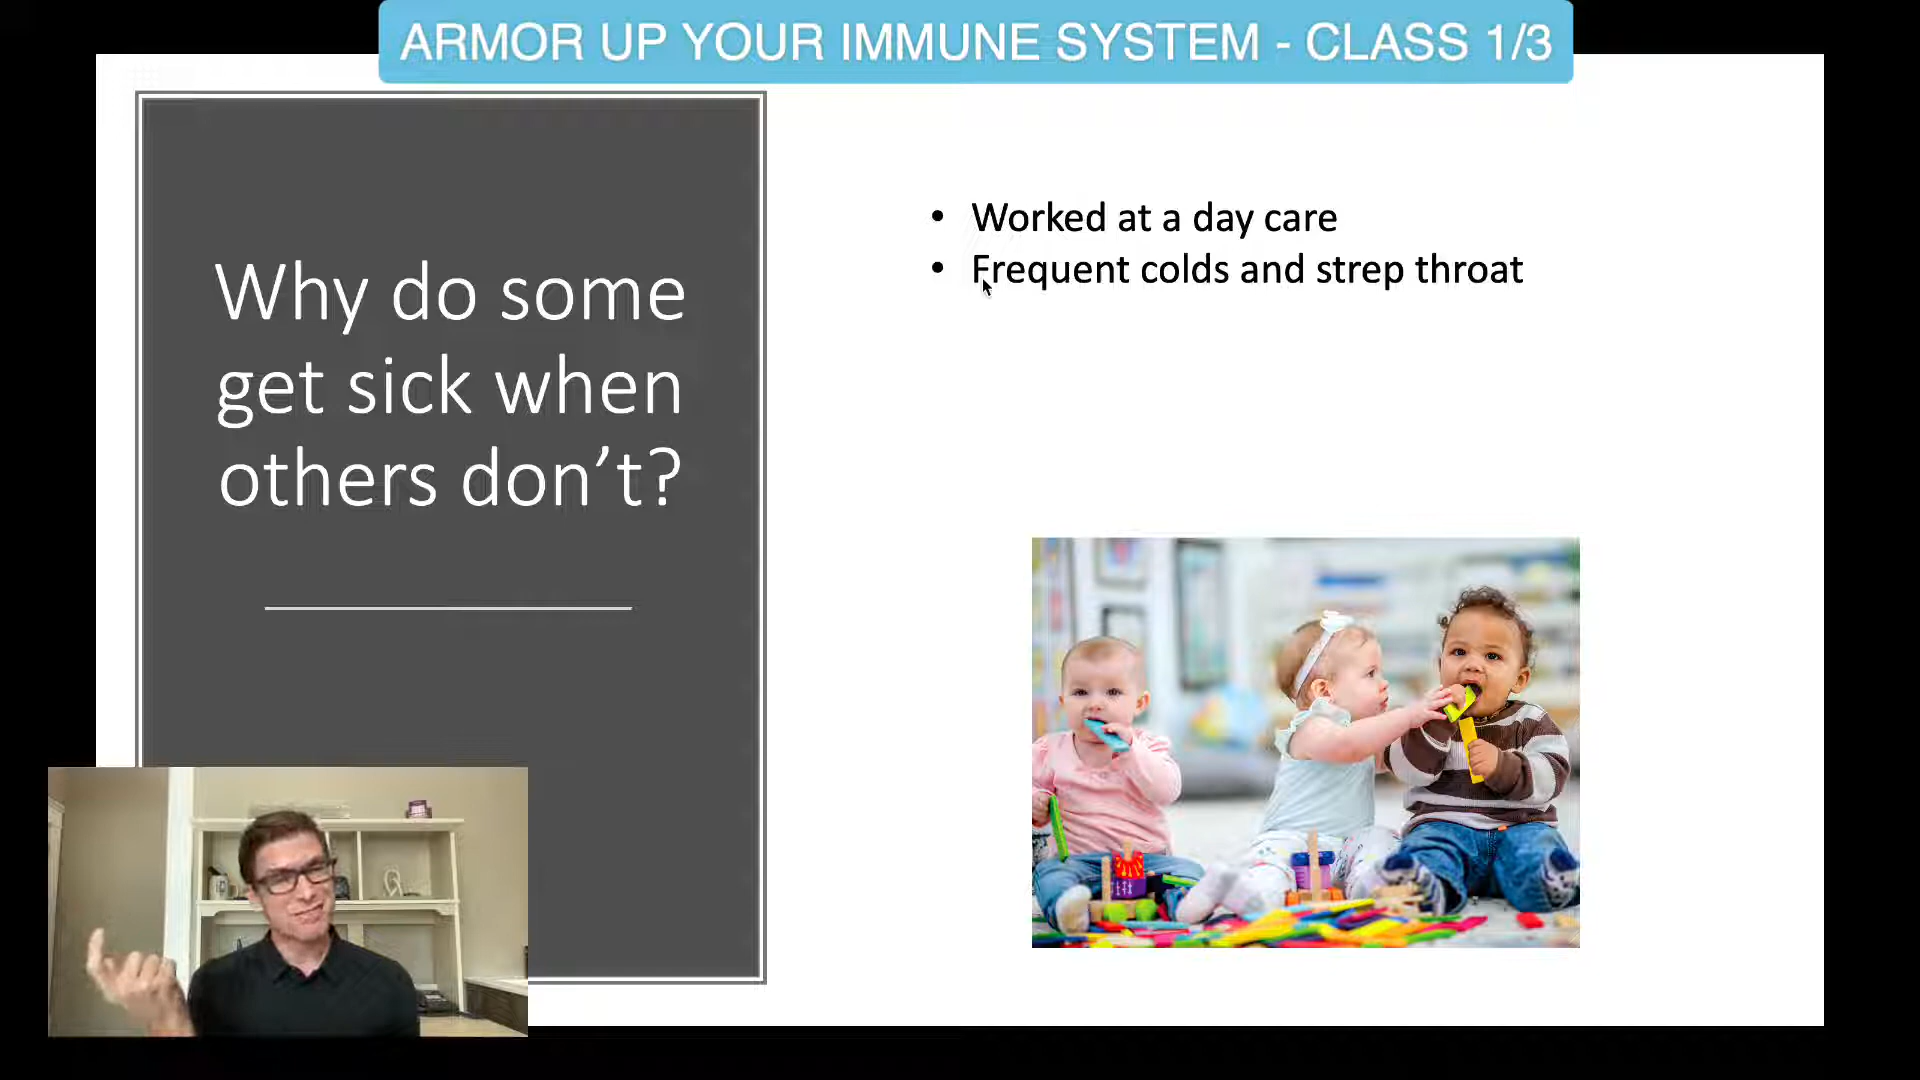 ARMOR UP YOUR IMMUNE SYSTEM - CLASS 1/3
Why do some
get sick when
others don’t?
• Worked at a day care
• Frequent colds and strep throat